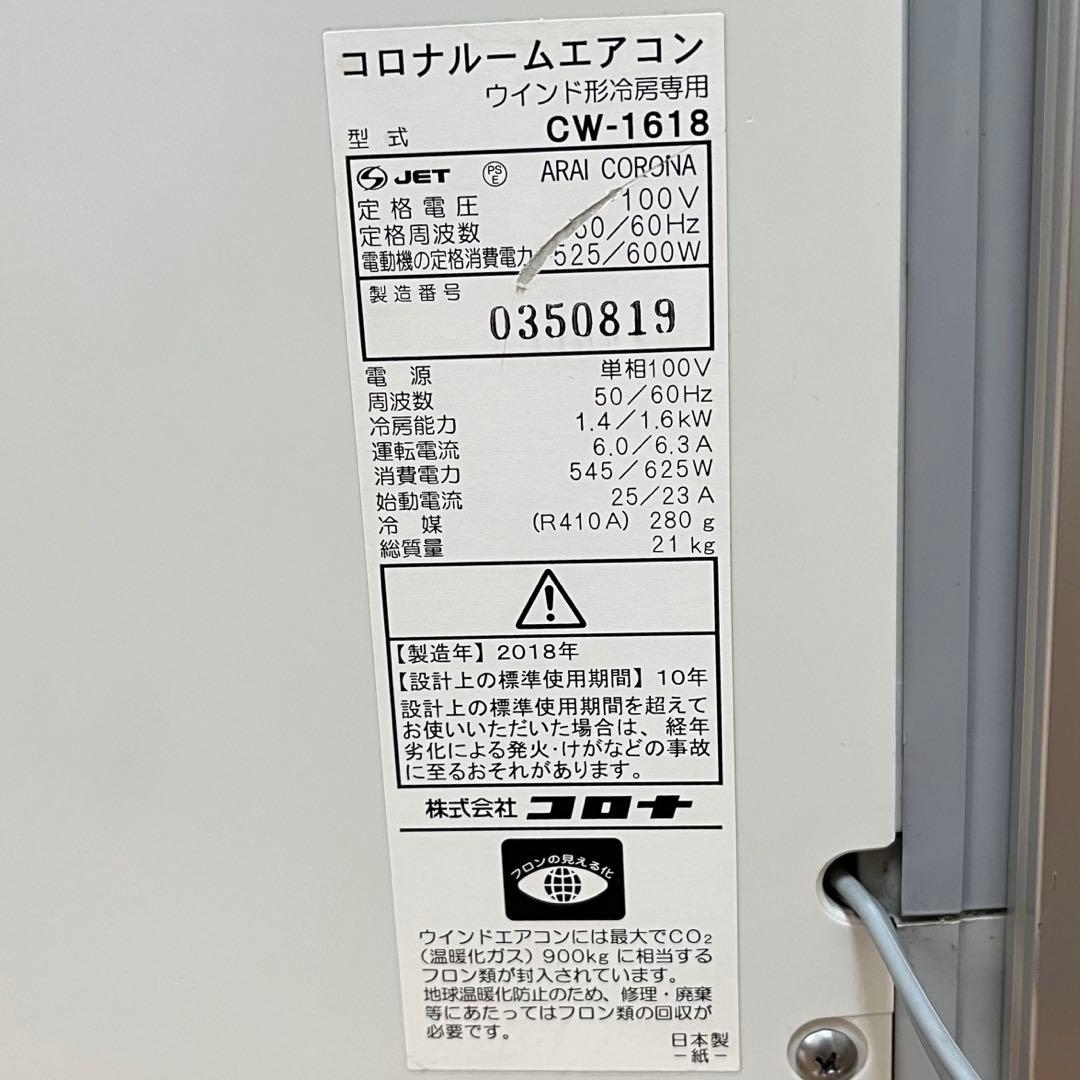 コロナルームエアコン
ウインド形冷房専用
型式 CW-1618
JET PSE ARAI CORONA
定格電圧 100V
定格周波数 50/60Hz
電動機の定格消費電力 525/600W
製造番号 0350819
電源 単相100V
周波数 50/60Hz
冷房能力 1.4/1.6kW
運転電流 6.0/6.3A
消費電力 545/625W
始動電流 25/23A
冷媒 (R410A) 280g
総質量 21kg
【製造年】2018年
【設計上の標準使用期間】10年
設計上の標準使用期間を超えて
お使いいただいた場合は、経年
劣化による発火・けがなどの事故
に至るおそれがあります。
株式会社 コロナ
フロンの見える化
ウインドエアコンには最大でCO₂
(温暖化ガス)900kgに相当する
フロン類が封入されています。
地球温暖化防止のため、修理・廃棄
等にあたってはフロン類の回収が
必要です。
日本製
-紙-